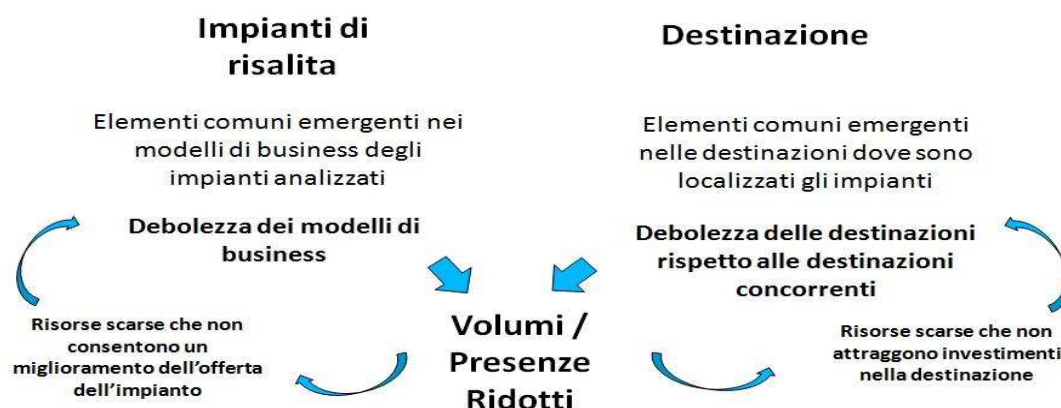 Impianti di
risalita
Elementi comuni emergenti nei
modelli di business degli
impianti analizzati
Debolezza dei modelli di
business
Risorse scarse che non
consentono un
miglioramento dell'offerta
dell'impianto
Destinazione
Elementi comuni emergenti
nelle destinazioni dove sono
localizzati gli impianti
Debolezza delle destinazioni
rispetto alle destinazioni
concorrenti
Risorse scarse che non
attraggono investimenti
nella destinazione
Volumi /
Presenze
Ridotti